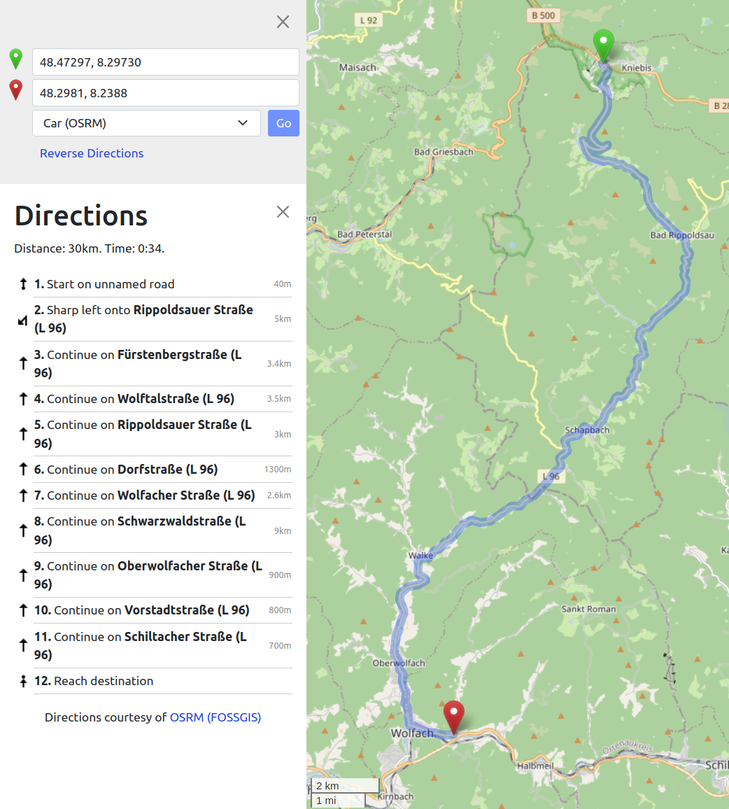 48.47297, 8.29730
48.2981, 8.2388
Car (OSRM)
Go
Reverse Directions
Directions
Distance: 30km. Time: 0:34.
1. Start on unnamed road
40m
2. Sharp left onto Rippoldsauer Straße
(L 96)
5km
3. Continue on Fürstenbergstraße (L
96)
3.4km
4. Continue on Wolftalstraße (L 96)
3.5km
5. Continue on Rippoldsauer Straße (L
96)
3km
6. Continue on Dorfstraße (L 96)
1300m
7. Continue on Wolfacher Straße (L 96)
2.6km
8. Continue on Schwarzwaldstraße (L
96)
9km
9. Continue on Oberwolfacher Straße (L
96)
900m
10. Continue on Vorstadtstraße (L 96)
800m
11. Continue on Schiltacher Straße (L
96)
700m
12. Reach destination
Directions courtesy of OSRM (FOSSGIS)
L 92
B 500
Maisach
Kniebis
B 28
Bad Griesbach
rg
Bad Peterstal
Bad Rippoldsau
Schapbach
L 96
Walke
Ka
Sankt Roman
Oberwolfach
Wolfach
Ortenaukreis
Halbmeil
Schil
Kirnbach
2 km
1 mi